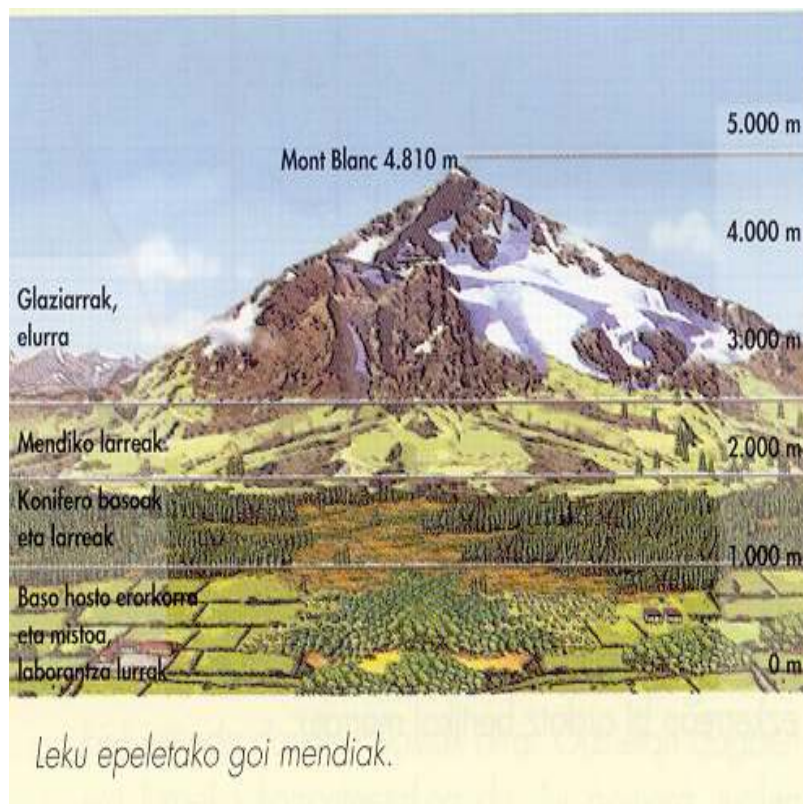 5.000 m
Mont Blanc 4.810 m
4.000 m
Glaziarrak,
elurra
3.000 m
Mendiko larreak
2.000 m
Konifero basoak
eta larreak
1.000 m
Baso hosto erorkorra
eta mistoa,
laborantza lurrak
0 m
Leku epeletako goi mendiak.